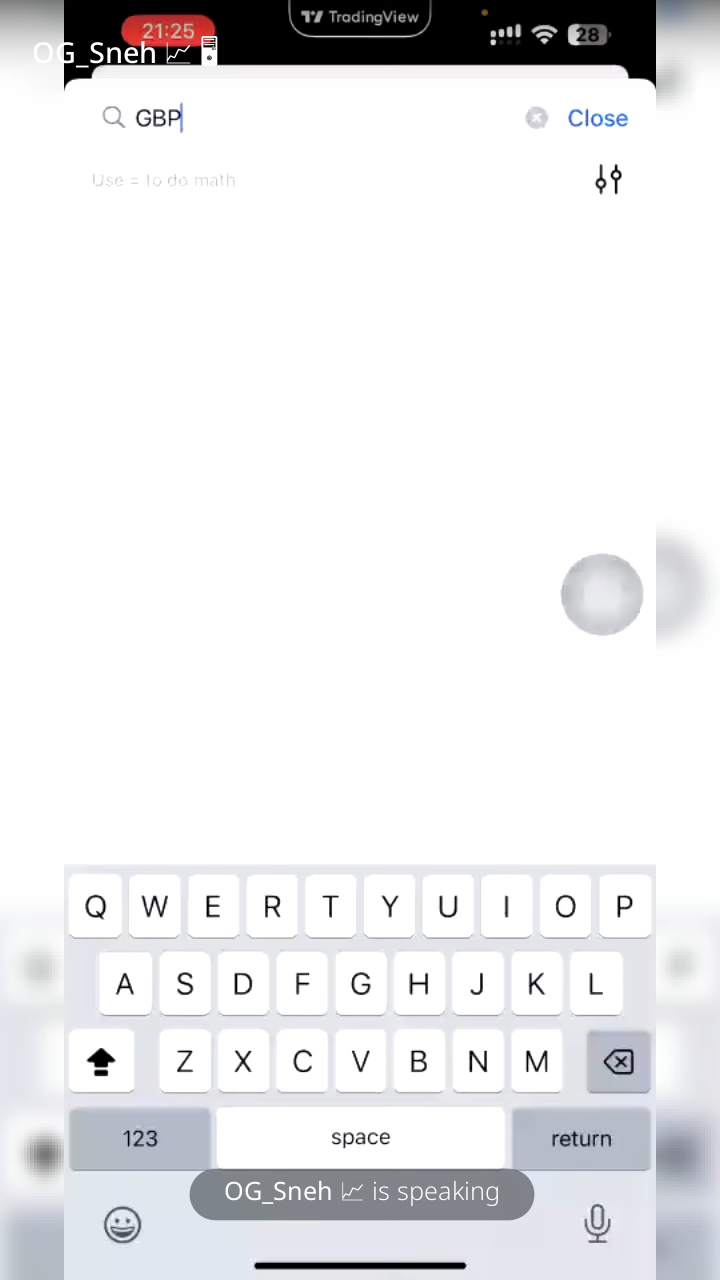 21:25
TradingView
28
OG_Sneh
GBP
Close
Use = to do math
Q W E R T Y U I O P
A S D F G H J K L
Z X C V B N M
123 space return
OG_Sneh is speaking